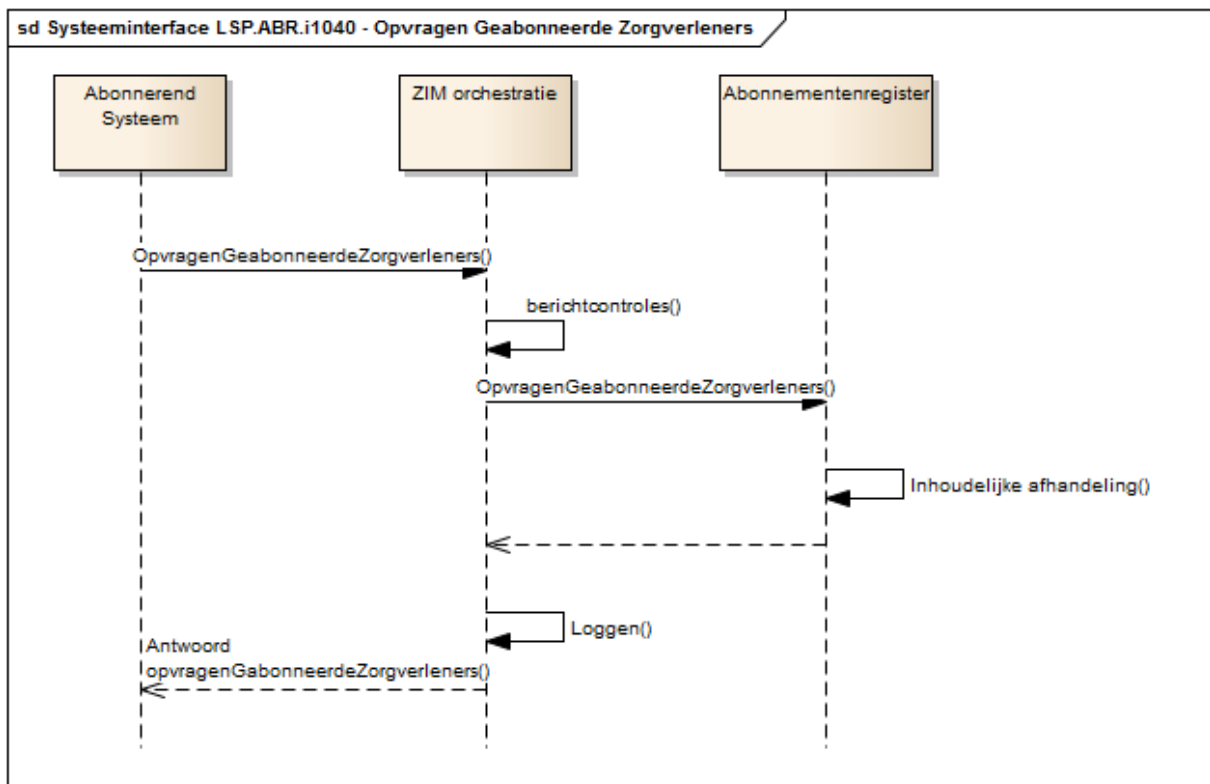 sd Systeeminterface LSP.ABR.i1040 - Opvragen Geabonneerde Zorgverleners
Abonnerend
Systeem
ZIM orchestratie
Abonnementenregister
OpvragenGeabonneerdeZorgverleners()
berichtcontroles()
OpvragenGeabonneerdeZorgverleners()
Inhoudelijke afhandeling()
Loggen()
Antwoord
opvragenGabonneerdeZorgverleners()